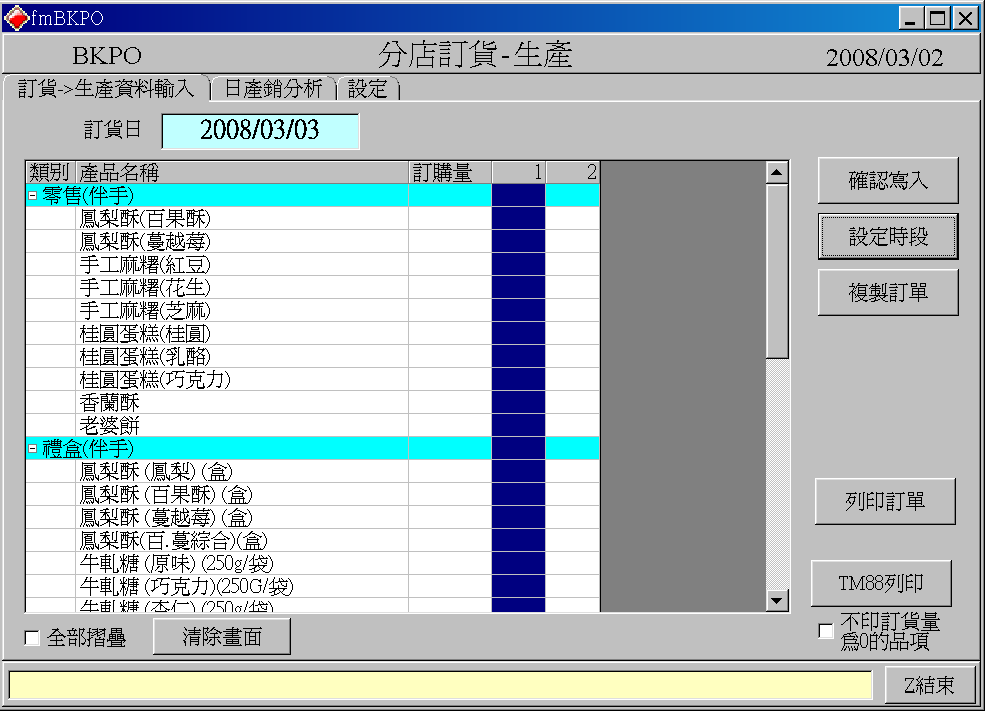 fmBKPO
BKPO 分店訂貨-生產 2008/03/02
訂貨->生產資料輸入 日產銷分析 設定
訂貨日 2008/03/03
類別 產品名稱 訂購量 1 2
零售(伴手)
鳳梨酥(百果酥)
鳳梨酥(蔓越莓)
手工麻糬(紅豆)
手工麻糬(花生)
手工麻糬(芝麻)
桂圓蛋糕(桂圓)
桂圓蛋糕(乳酪)
桂圓蛋糕(巧克力)
香蘭酥
老婆餅
禮盒(伴手)
鳳梨酥 (鳳梨) (盒)
鳳梨酥 (百果酥) (盒)
鳳梨酥 (蔓越莓) (盒)
鳳梨酥(百.蔓綜合)(盒)
牛軋糖 (原味) (250g/袋)
牛軋糖 (巧克力)(250G/袋)
牛軋糖 (杏仁) (250g/袋)
確認寫入
設定時段
複製訂單
列印訂單
TM88列印
不印訂貨量
為0的品項
全部摺疊 清除畫面
Z結束